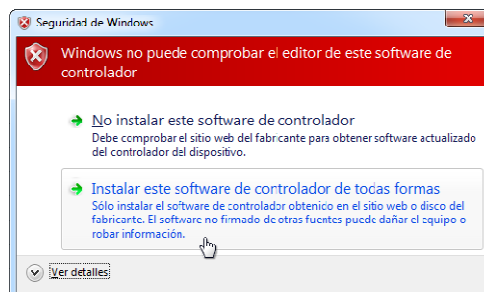 Seguridad de Windows
Windows no puede comprobar el editor de este software de
controlador
No instalar este software de controlador
Debe comprobar el sitio web del fabricante para obtener software actualizado
del controlador del dispositivo.
Instalar este software de controlador de todas formas
Sólo instalar el software de controlador obtenido en el sitio web o disco del
fabricante. El software no firmado de otras fuentes puede dañar el equipo o
robar información.
Ver detalles